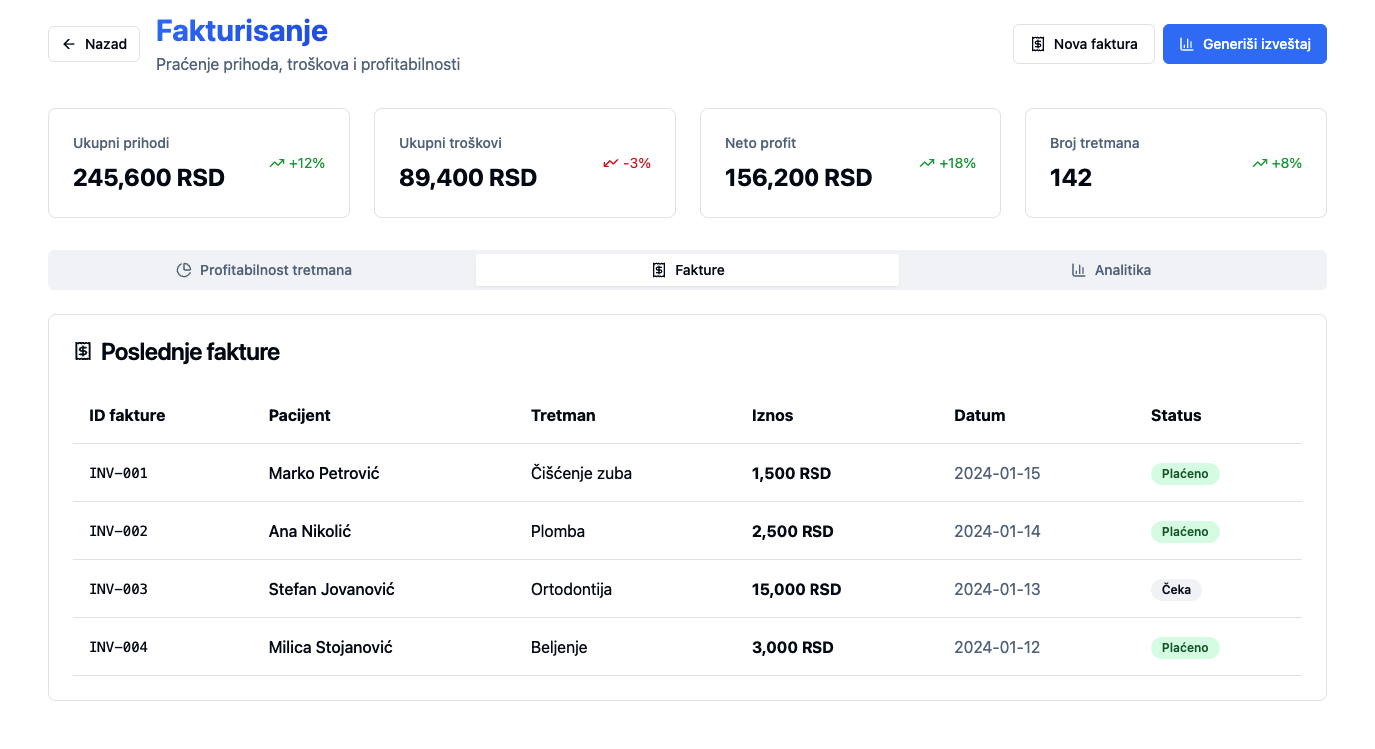 Nazad
Fakturisanje
Praćenje prihoda, troškova i profitabilnosti
Nova faktura
Generiši izveštaj
Ukupni prihodi
245,600 RSD
+12%
Ukupni troškovi
89,400 RSD
-3%
Neto profit
156,200 RSD
+18%
Broj tretmana
142
+8%
Profitabilnost tretmana
Fakture
Analitika
Poslednje fakture
ID fakture Pacijent Tretman Iznos Datum Status
INV-001 Marko Petrović Čišćenje zuba 1,500 RSD 2024-01-15 Plaćeno
INV-002 Ana Nikolić Plomba 2,500 RSD 2024-01-14 Plaćeno
INV-003 Stefan Jovanović Ortodontija 15,000 RSD 2024-01-13 Čeka
INV-004 Milica Stojanović Beljenje 3,000 RSD 2024-01-12 Plaćeno